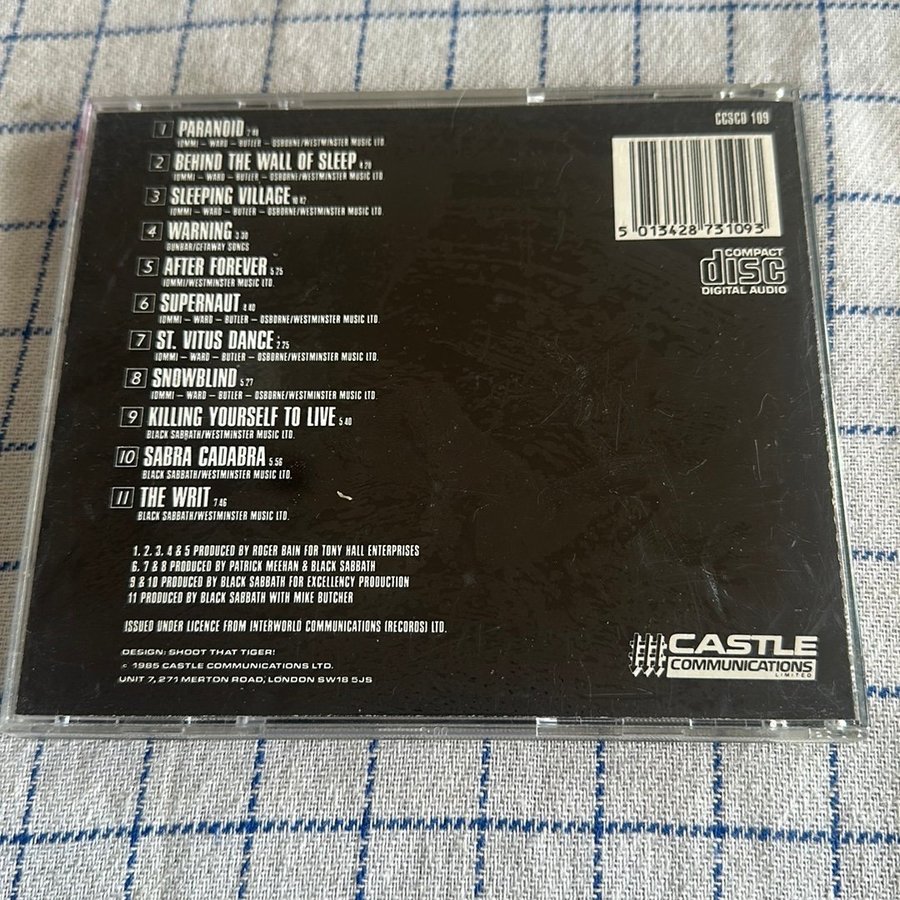 CCSCD 109
1 PARANOID 2:41
IOMMI – WARD – BUTLER – OSBORNE/WESTMINSTER MUSIC LTD
2 BEHIND THE WALL OF SLEEP
IOMMI – WARD – BUTLER – OSBORNE/WESTMINSTER MUSIC LTD
3 SLEEPING VILLAGE 10:42
IOMMI – WARD – BUTLER – OSBORNE/WESTMINSTER MUSIC LTD
4 WARNING 3:30
DUNBAR/GETAWAY SONGS
5 AFTER FOREVER 5:25
IOMMI/WESTMINSTER MUSIC LTD.
6 SUPERNAUT 4:40
IOMMI – WARD – BUTLER – OSBORNE/WESTMINSTER MUSIC LTD.
7 ST. VITUS DANCE 2:25
IOMMI – WARD – BUTLER – OSBORNE/WESTMINSTER MUSIC LTD.
8 SNOWBLIND 5:27
IOMMI – WARD – BUTLER – OSBORNE/WESTMINSTER MUSIC LTD.
9 KILLING YOURSELF TO LIVE 5:40
BLACK SABBATH/WESTMINSTER MUSIC LTD.
10 SABRA CADABRA 5:56
BLACK SABBATH/WESTMINSTER MUSIC LTD.
11 THE WRIT 7:46
BLACK SABBATH/WESTMINSTER MUSIC LTD.
5 013428 731093
COMPACT
disc
DIGITAL AUDIO
1, 2, 3, 4 & 5 PRODUCED BY ROGER BAIN FOR TONY HALL ENTERPRISES
6, 7 & 8 PRODUCED BY PATRICK MEEHAN & BLACK SABBATH
9 & 10 PRODUCED BY BLACK SABBATH FOR EXCELLENCY PRODUCTION
11 PRODUCED BY BLACK SABBATH WITH MIKE BUTCHER
ISSUED UNDER LICENCE FROM INTERWORLD COMMUNICATIONS (RECORDS) LTD.
DESIGN: SHOOT THAT TIGER!
© 1985 CASTLE COMMUNICATIONS LTD.
UNIT 7, 271 MERTON ROAD, LONDON SW18 5JS
CASTLE
COMMUNICATIONS
LIMITED